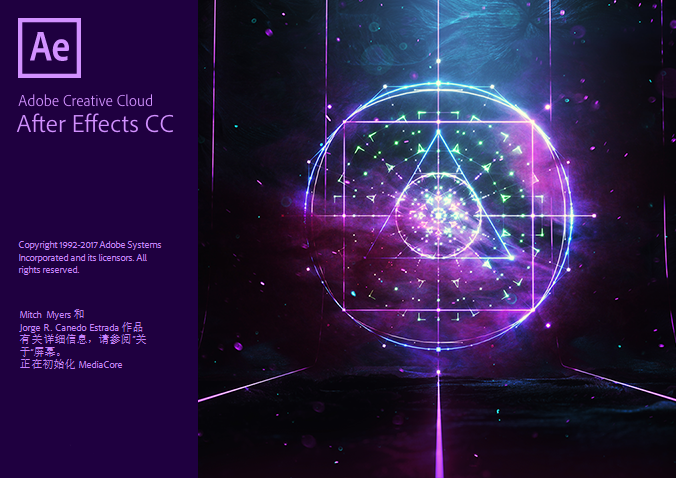 Ae
Adobe Creative Cloud
After Effects CC
Copyright 1992-2017 Adobe Systems
Incorporated and its licensors. All
rights reserved.
Mitch Myers 和
Jorge R. Canedo Estrada 作品
有关详细信息，请参阅“关
于”屏幕。
正在初始化 MediaCore